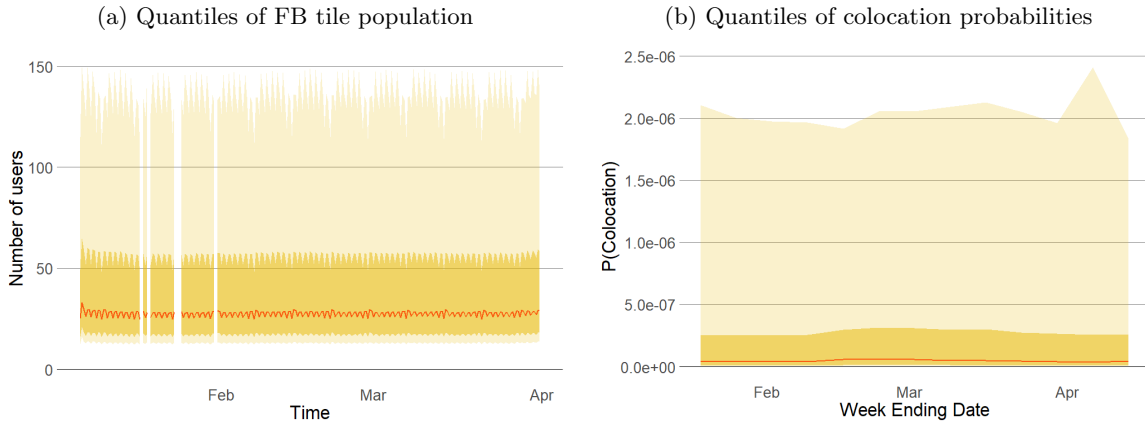 (a) Quantiles of FB tile population
Number of users
150
100
50
0
Feb
Mar
Apr
Time
(b) Quantiles of colocation probabilities
P(Colocation)
2.5e-06
2.0e-06
1.5e-06
1.0e-06
5.0e-07
0.0e+00
Feb
Mar
Apr
Week Ending Date